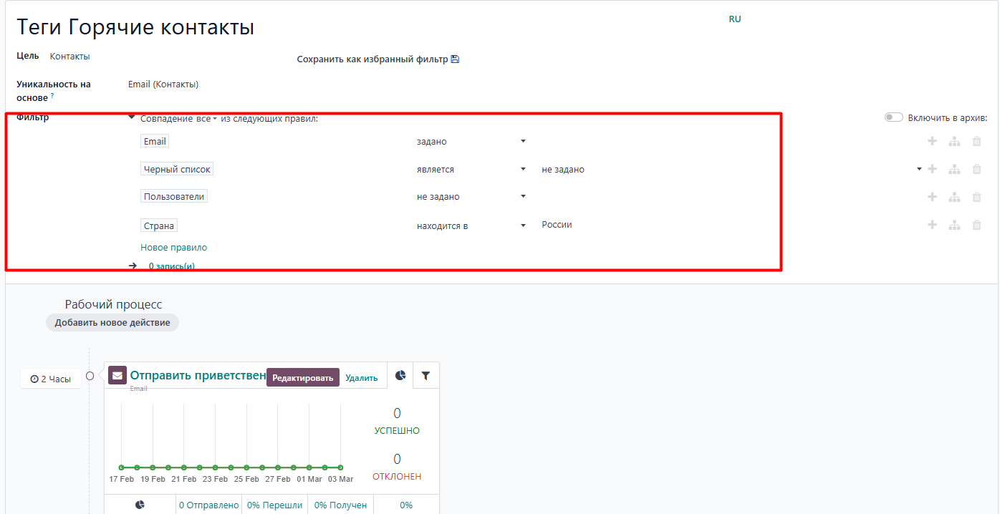 Теги Горячие контакты
RU
Цель Контакты
Сохранить как избранный фильтр
Уникальность на
основе ?
Email (Контакты)
Фильтр
Совпадение все из следующих правил:
Включить в архив:
Email задано
Черный список является не задано
Пользователи не задано
Страна находится в России
Новое правило
0 запись(и)
Рабочий процесс
Добавить новое действие
2 Часы
Отправить приветствен
Редактировать
Удалить
Email
0
УСПЕШНО
0
ОТКЛОНЕН
17 Feb 19 Feb 21 Feb 23 Feb 25 Feb 27 Feb 01 Mar 03 Mar
0 Отправлено 0% Перешли 0% Получен 0%